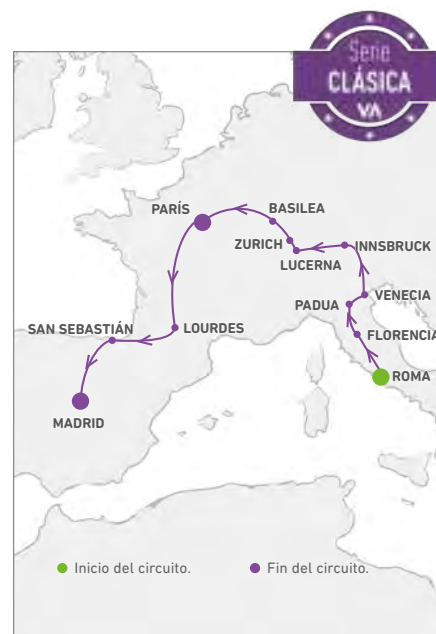 Serie
CLÁSICA
VA
PARÍS
BASILEA
ZURICH
LUCERNA
INNSBRUCK
PADUA
VENECIA
SAN SEBASTIÁN
LOURDES
FLORENCIA
ROMA
MADRID
Inicio del circuito.
Fin del circuito.